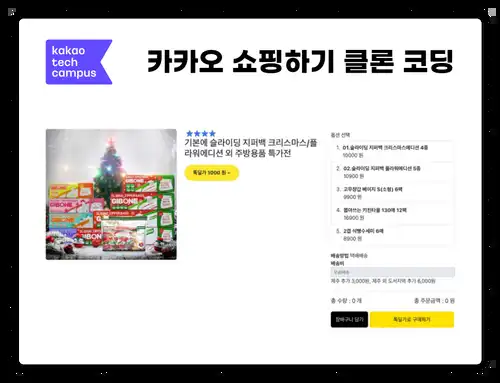 kakao
tech
campus
카카오 쇼핑하기 클론 코딩
기본에 슬라이딩 지퍼백 크리스마스/플
라워에디션 외 주방용품 특가전
톡딜가 1000 원 ~
옵션 선택
1. 01.슬라이딩 지퍼백 크리스마스에디션 4종
10000 원
2. 02.슬라이딩 지퍼백 플라워에디션 5종
10900 원
3. 고무장갑 베이지 S(소형) 6팩
9900 원
4. 뽑아쓰는 키친타올 130매 12팩
16900 원
5. 2겹 식빵수세미 6매
8900 원
배송방법 택배배송
배송비
무료배송
제주 추가 3,000원, 제주 외 도서지역 추가 6,000원
총 수량 : 0 개
총 주문금액 : 0 원
장바구니 담기
톡딜가로 구매하기
GIBONE
GIBONE